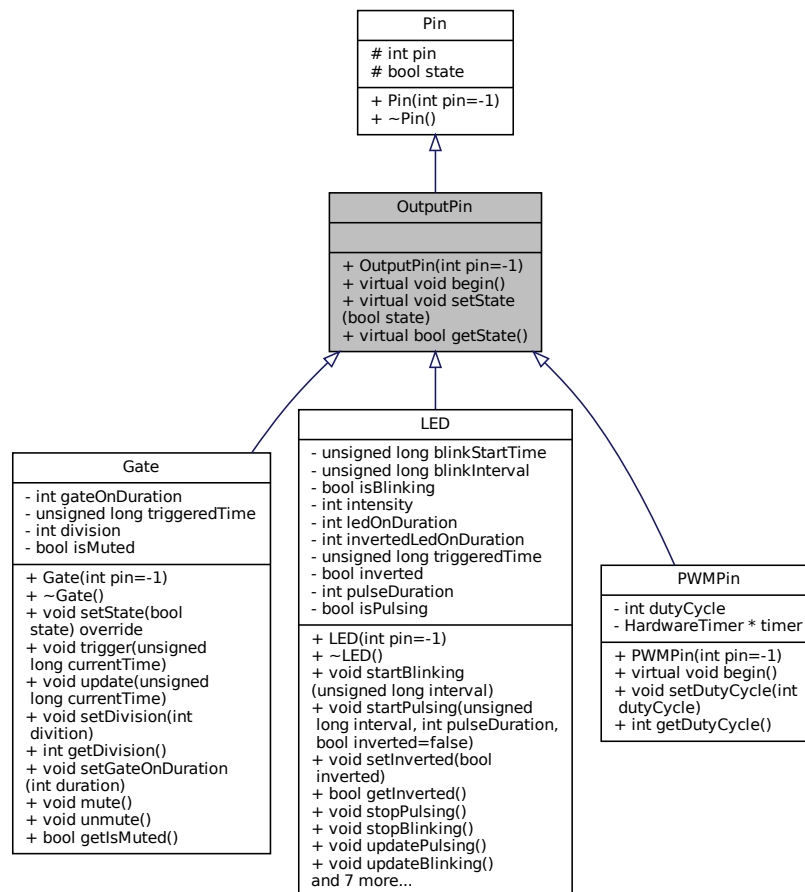 Pin
# int pin
# bool state
+ Pin(int pin=-1)
+ ~Pin()
OutputPin
+ OutputPin(int pin=-1)
+ virtual void begin()
+ virtual void setState
(bool state)
+ virtual bool getState()
Gate
- int gateOnDuration
- unsigned long triggeredTime
- int division
- bool isMuted
+ Gate(int pin=-1)
+ ~Gate()
+ void setState(bool
state) override
+ void trigger(unsigned
long currentTime)
+ void update(unsigned
long currentTime)
+ void setDivision(int
divition)
+ int getDivision()
+ void setGateOnDuration
(int duration)
+ void mute()
+ void unmute()
+ bool getIsMuted()
LED
- unsigned long blinkStartTime
- unsigned long blinkInterval
- bool isBlinking
- int intensity
- int ledOnDuration
- int invertedLedOnDuration
- unsigned long triggeredTime
- bool inverted
- int pulseDuration
- bool isPulsing
+ LED(int pin=-1)
+ ~LED()
+ void startBlinking
(unsigned long interval)
+ void startPulsing(unsigned
long interval, int pulseDuration,
bool inverted=false)
+ void setInverted(bool
inverted)
+ bool getInverted()
+ void stopPulsing()
+ void stopBlinking()
+ void updatePulsing()
+ void updateBlinking()
and 7 more...
PWMPin
- int dutyCycle
- HardwareTimer * timer
+ PWMPin(int pin=-1)
+ virtual void begin()
+ void setDutyCycle(int
dutyCycle)
+ int getDutyCycle()